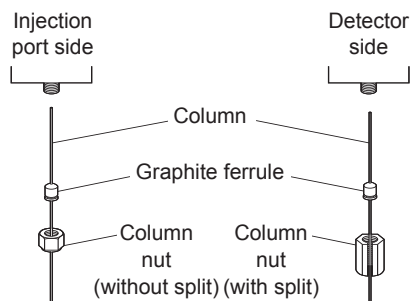 Injection
port side
Detector
side
Column
Graphite ferrule
Column
nut
(without split)
Column
nut
(with split)